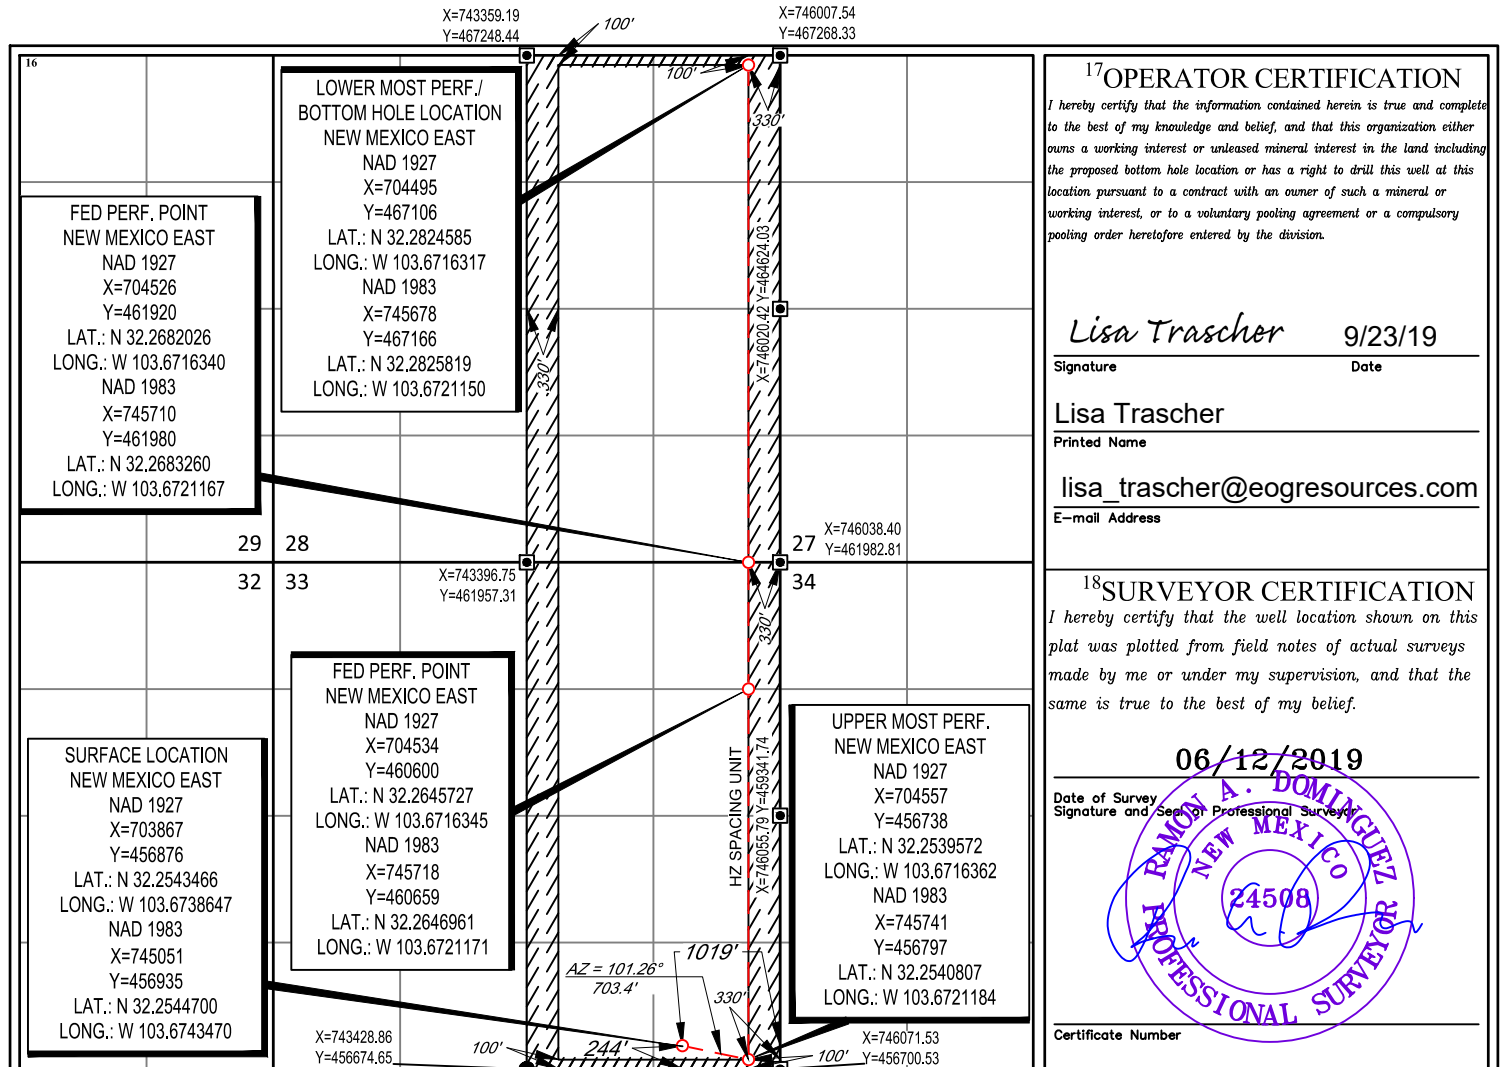 X=743359.19
Y=467248.44
100'
X=746007.54
Y=467268.33
16
100'
330'
LOWER MOST PERF./
BOTTOM HOLE LOCATION
NEW MEXICO EAST
NAD 1927
X=704495
Y=467106
LAT.: N 32.2824585
LONG.: W 103.6716317
NAD 1983
X=745678
Y=467166
LAT.: N 32.2825819
LONG.: W 103.6721150
FED PERF. POINT
NEW MEXICO EAST
NAD 1927
X=704526
Y=461920
LAT.: N 32.2682026
LONG.: W 103.6716340
NAD 1983
X=745710
Y=461980
LAT.: N 32.2683260
LONG.: W 103.6721167
330'
X=746020.42 Y=464624.03
29 28
32 33
27
34
X=746038.40
Y=461982.81
X=743396.75
Y=461957.31
330'
FED PERF. POINT
NEW MEXICO EAST
NAD 1927
X=704534
Y=460600
LAT.: N 32.2645727
LONG.: W 103.6716345
NAD 1983
X=745718
Y=460659
LAT.: N 32.2646961
LONG.: W 103.6721171
SURFACE LOCATION
NEW MEXICO EAST
NAD 1927
X=703867
Y=456876
LAT.: N 32.2543466
LONG.: W 103.6738647
NAD 1983
X=745051
Y=456935
LAT.: N 32.2544700
LONG.: W 103.6743470
HZ SPACING UNIT
X=746055.79 Y=459341.74
UPPER MOST PERF.
NEW MEXICO EAST
NAD 1927
X=704557
Y=456738
LAT.: N 32.2539572
LONG.: W 103.6716362
NAD 1983
X=745741
Y=456797
LAT.: N 32.2540807
LONG.: W 103.6721184
1019'
AZ = 101.26°
703.4'
330'
X=743428.86
Y=456674.65
100'
244'
100'
X=746071.53
Y=456700.53
17OPERATOR CERTIFICATION
I hereby certify that the information contained herein is true and complete
to the best of my knowledge and belief, and that this organization either
owns a working interest or unleased mineral interest in the land including
the proposed bottom hole location or has a right to drill this well at this
location pursuant to a contract with an owner of such a mineral or
working interest, or to a voluntary pooling agreement or a compulsory
pooling order heretofore entered by the division.
Lisa Trascher 9/23/19
Signature Date
Lisa Trascher
Printed Name
lisa_trascher@eogresources.com
E-mail Address
18SURVEYOR CERTIFICATION
I hereby certify that the well location shown on this
plat was plotted from field notes of actual surveys
made by me or under my supervision, and that the
same is true to the best of my belief.
06/12/2019
Date of Survey
Signature and Seal of Professional Surveyor
RAMON A. DOMINGUEZ
NEW MEXICO
24508
PROFESSIONAL SURVEYOR
Certificate Number